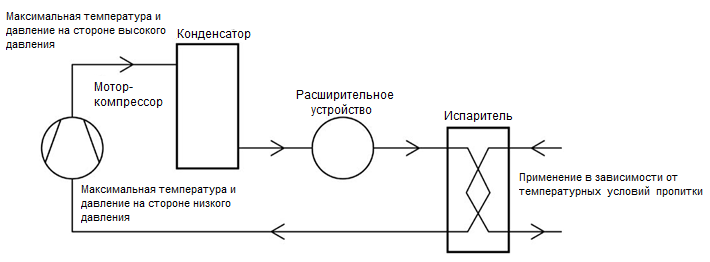 Максимальная температура и
давление на стороне высокого
давления
Конденсатор
Мотор-
компрессор
Расширительное
устройство
Испаритель
Применение в зависимости от
температурных условий пропитки
Максимальная температура и
давление на стороне низкого
давления